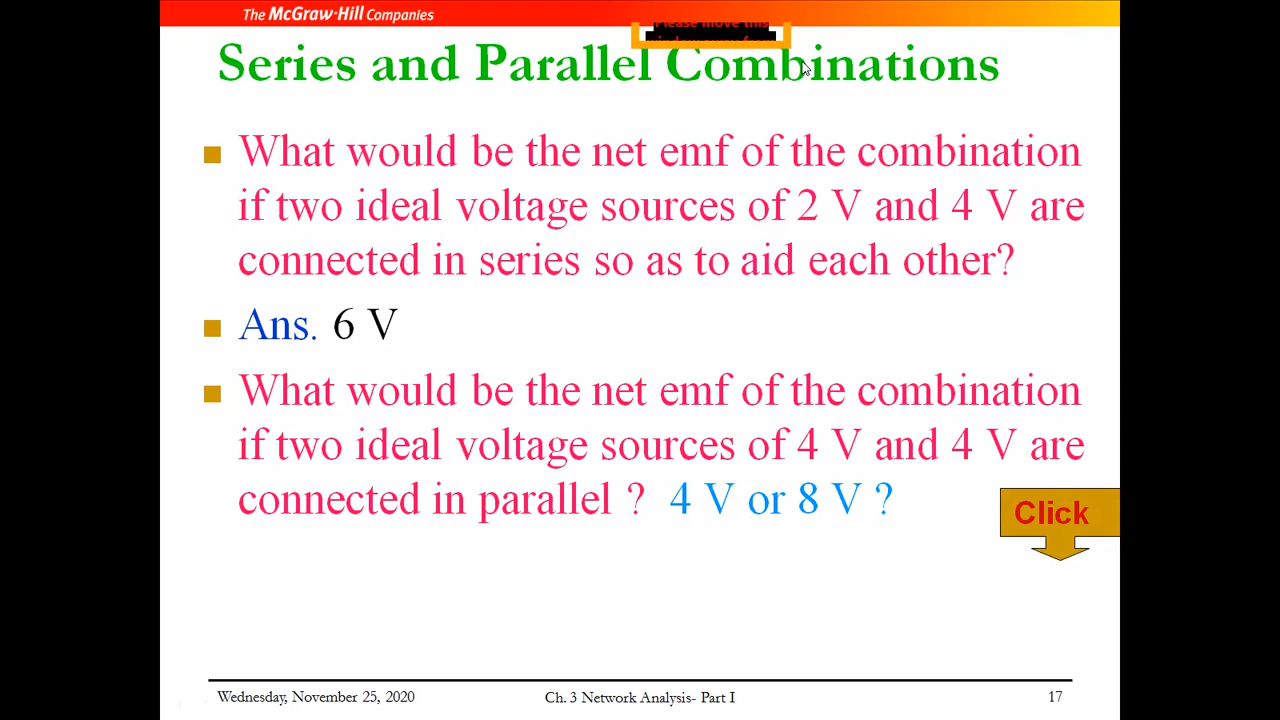 The McGraw-Hill Companies
Please move this
Series and Parallel Combinations
What would be the net emf of the combination
if two ideal voltage sources of 2 V and 4 V are
connected in series so as to aid each other?
Ans. 6 V
What would be the net emf of the combination
if two ideal voltage sources of 4 V and 4 V are
connected in parallel ? 4 V or 8 V ?
Click
Wednesday, November 25, 2020 Ch. 3 Network Analysis- Part I 17